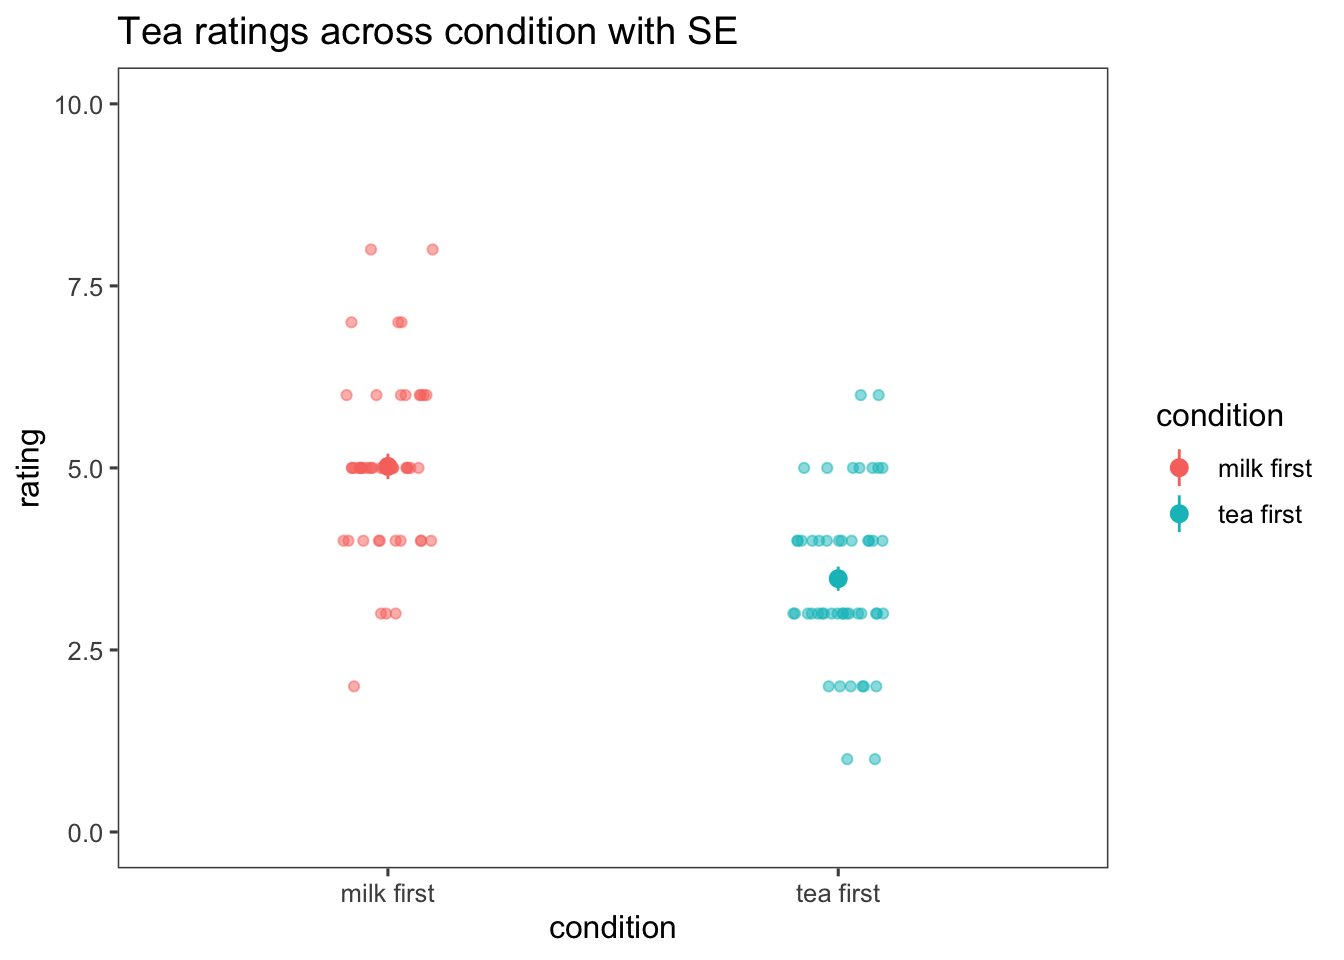 Tea ratings across condition with SE
10.0
7.5
5.0
2.5
0.0
rating
milk first
tea first
condition
condition
milk first
tea first